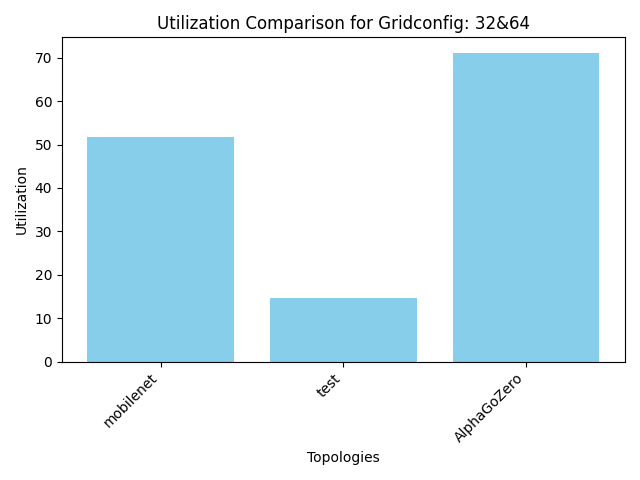 Utilization Comparison for Gridconfig: 32&64
Utilization
70
60
50
40
30
20
10
0
mobilenet
test
AlphaGoZero
Topologies